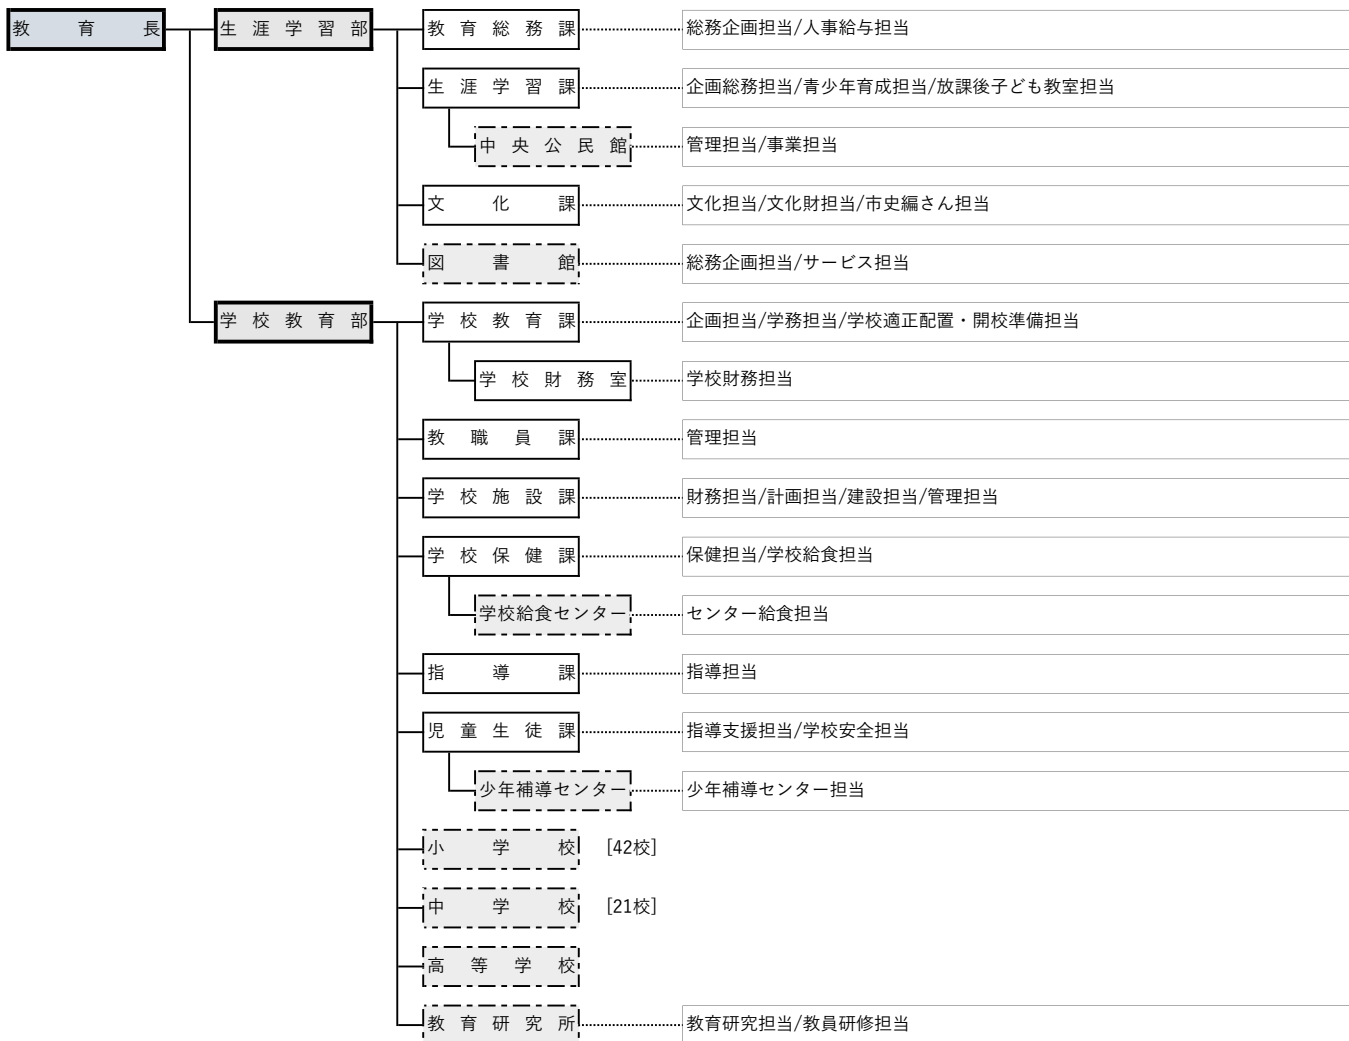 教育長 生涯学習部 教育総務課 総務企画担当/人事給与担当
生涯学習課 企画総務担当/青少年育成担当/放課後子ども教室担当
中央公民館 管理担当/事業担当
文化課 文化担当/文化財担当/市史編さん担当
図書館 総務企画担当/サービス担当
学校教育部 学校教育課 企画担当/学務担当/学校適正配置・開校準備担当
学校財務室 学校財務担当
教職員課 管理担当
学校施設課 財務担当/計画担当/建設担当/管理担当
学校保健課 保健担当/学校給食担当
学校給食センター センター給食担当
指導課 指導担当
児童生徒課 指導支援担当/学校安全担当
少年補導センター 少年補導センター担当
小学校 [42校]
中学校 [21校]
高等学校
教育研究所 教育研究担当/教員研修担当